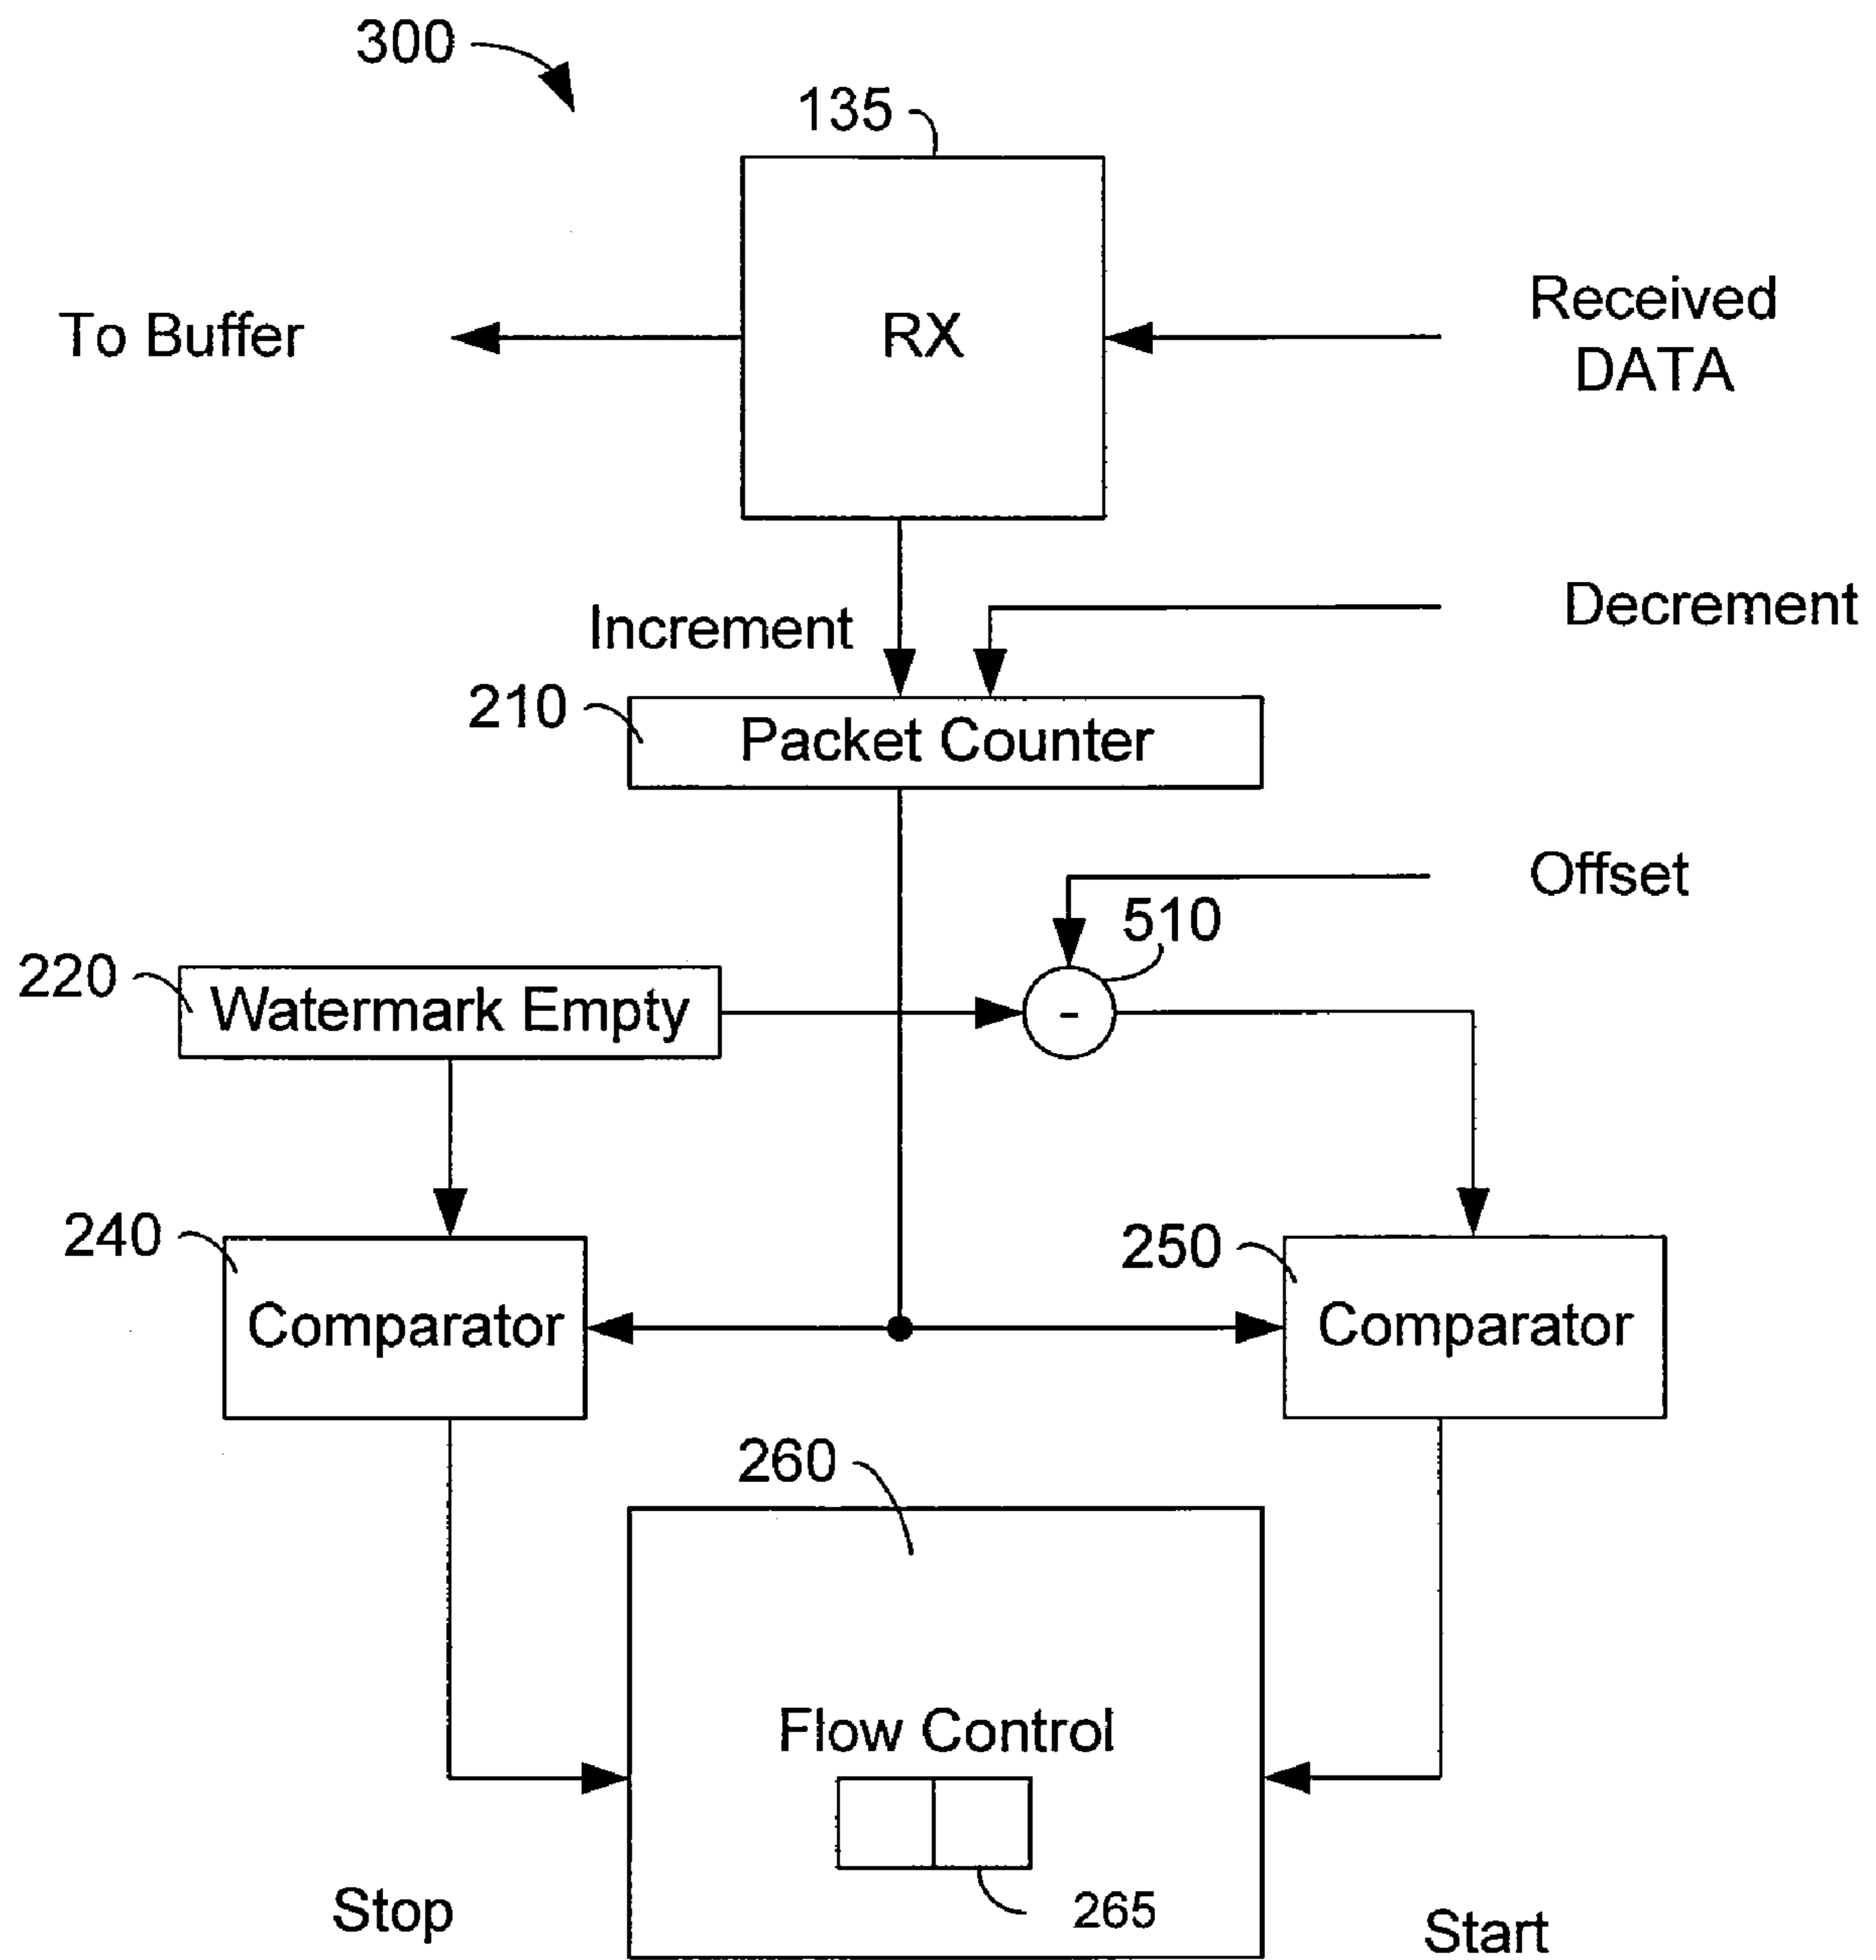 300
135
To Buffer
RX
Received
DATA
Increment
Decrement
210
Packet Counter
Offset
510
220
Watermark Empty
-
240
250
Comparator
Comparator
260
Flow Control
265
Stop
Start